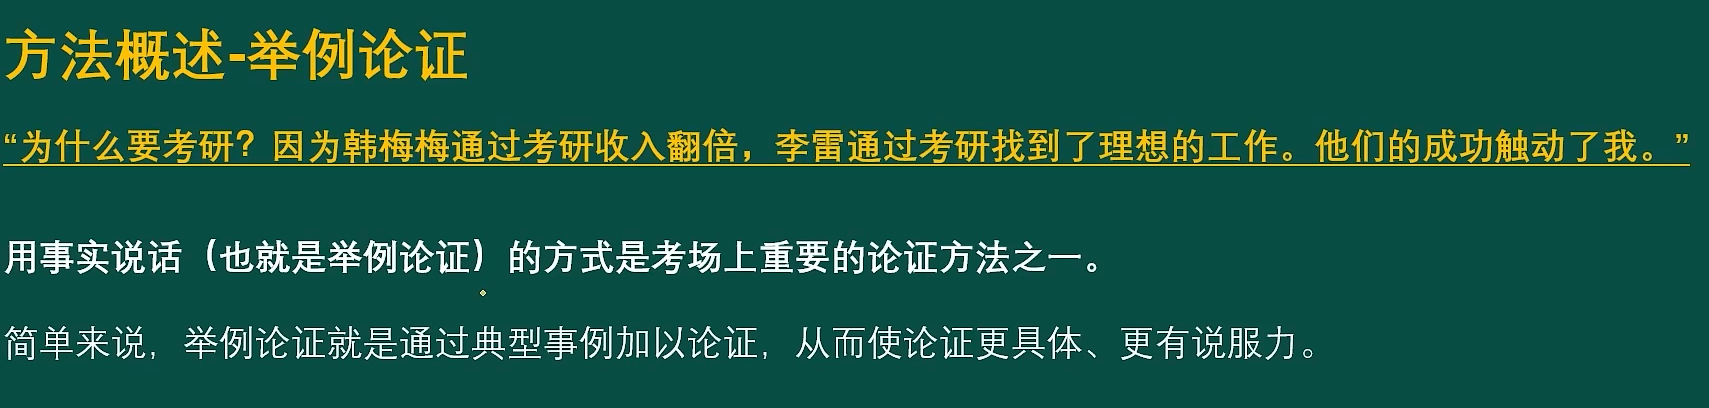 方法概述-举例论证
“为什么要考研？因为韩梅梅通过考研收入翻倍，李雷通过考研找到了理想的工作。他们的成功触动了我。”
用事实说话（也就是举例论证）的方式是考场上重要的论证方法之一。
简单来说，举例论证就是通过典型事例加以论证，从而使论证更具体、更有说服力。